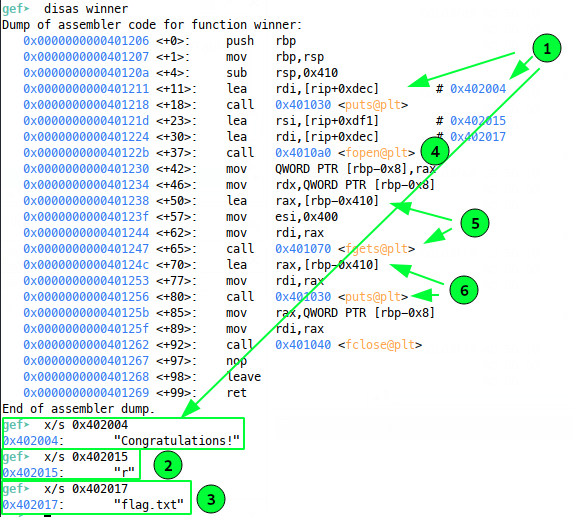 gef➤  disas winner
Dump of assembler code for function winner:
   0x0000000000401206 <+0>:     push   rbp
   0x0000000000401207 <+1>:     mov    rbp,rsp
   0x000000000040120a <+4>:     sub    rsp,0x410
   0x0000000000401211 <+11>:    lea    rdi,[rip+0xdec]        # 0x402004
   0x0000000000401218 <+18>:    call   0x401030 <puts@plt>
   0x000000000040121d <+23>:    lea    rsi,[rip+0xdf1]        # 0x402015
   0x0000000000401224 <+30>:    lea    rdi,[rip+0xdec]        # 0x402017
   0x000000000040122b <+37>:    call   0x4010a0 <fopen@plt>
   0x0000000000401230 <+42>:    mov    QWORD PTR [rbp-0x8],rax
   0x0000000000401234 <+46>:    mov    rdx,QWORD PTR [rbp-0x8]
   0x0000000000401238 <+50>:    lea    rax,[rbp-0x410]
   0x000000000040123f <+57>:    mov    esi,0x400
   0x0000000000401244 <+62>:    mov    rdi,rax
   0x0000000000401247 <+65>:    call   0x401070 <fgets@plt>
   0x000000000040124c <+70>:    lea    rax,[rbp-0x410]
   0x0000000000401253 <+77>:    mov    rdi,rax
   0x0000000000401256 <+80>:    call   0x401030 <puts@plt>
   0x000000000040125b <+85>:    mov    rax,QWORD PTR [rbp-0x8]
   0x000000000040125f <+89>:    mov    rdi,rax
   0x0000000000401262 <+92>:    call   0x401040 <fclose@plt>
   0x0000000000401267 <+97>:    nop
   0x0000000000401268 <+98>:    leave
   0x0000000000401269 <+99>:    ret
End of assembler dump.
gef➤  x/s 0x402004
0x402004:       "Congratulations!"
gef➤  x/s 0x402015
0x402015:       "r"
gef➤  x/s 0x402017
0x402017:       "flag.txt"
1
4
5
6
2
3